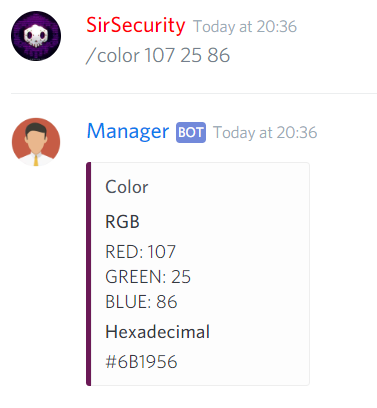 SirSecurity Today at 20:36
/color 107 25 86
Manager BOT Today at 20:36
Color
RGB
RED: 107
GREEN: 25
BLUE: 86
Hexadecimal
#6B1956